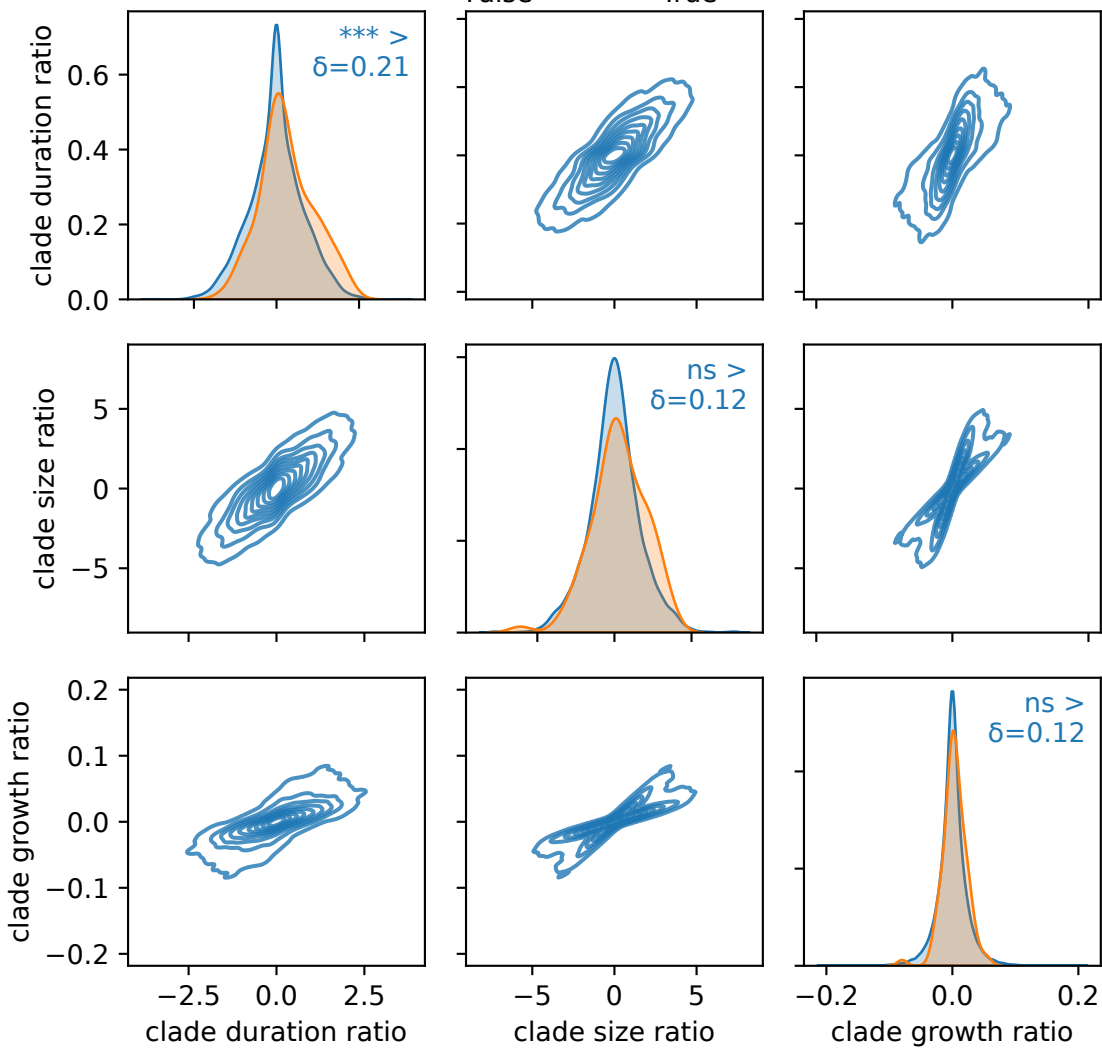 False True
clade duration ratio
0.6
0.4
0.2
0.0
*** >
δ=0.21
clade size ratio
5
0
−5
ns >
δ=0.12
clade growth ratio
0.2
0.1
0.0
−0.1
−0.2
ns >
δ=0.12
−2.5 0.0 2.5
clade duration ratio
−5 0 5
clade size ratio
−0.2 0.0 0.2
clade growth ratio